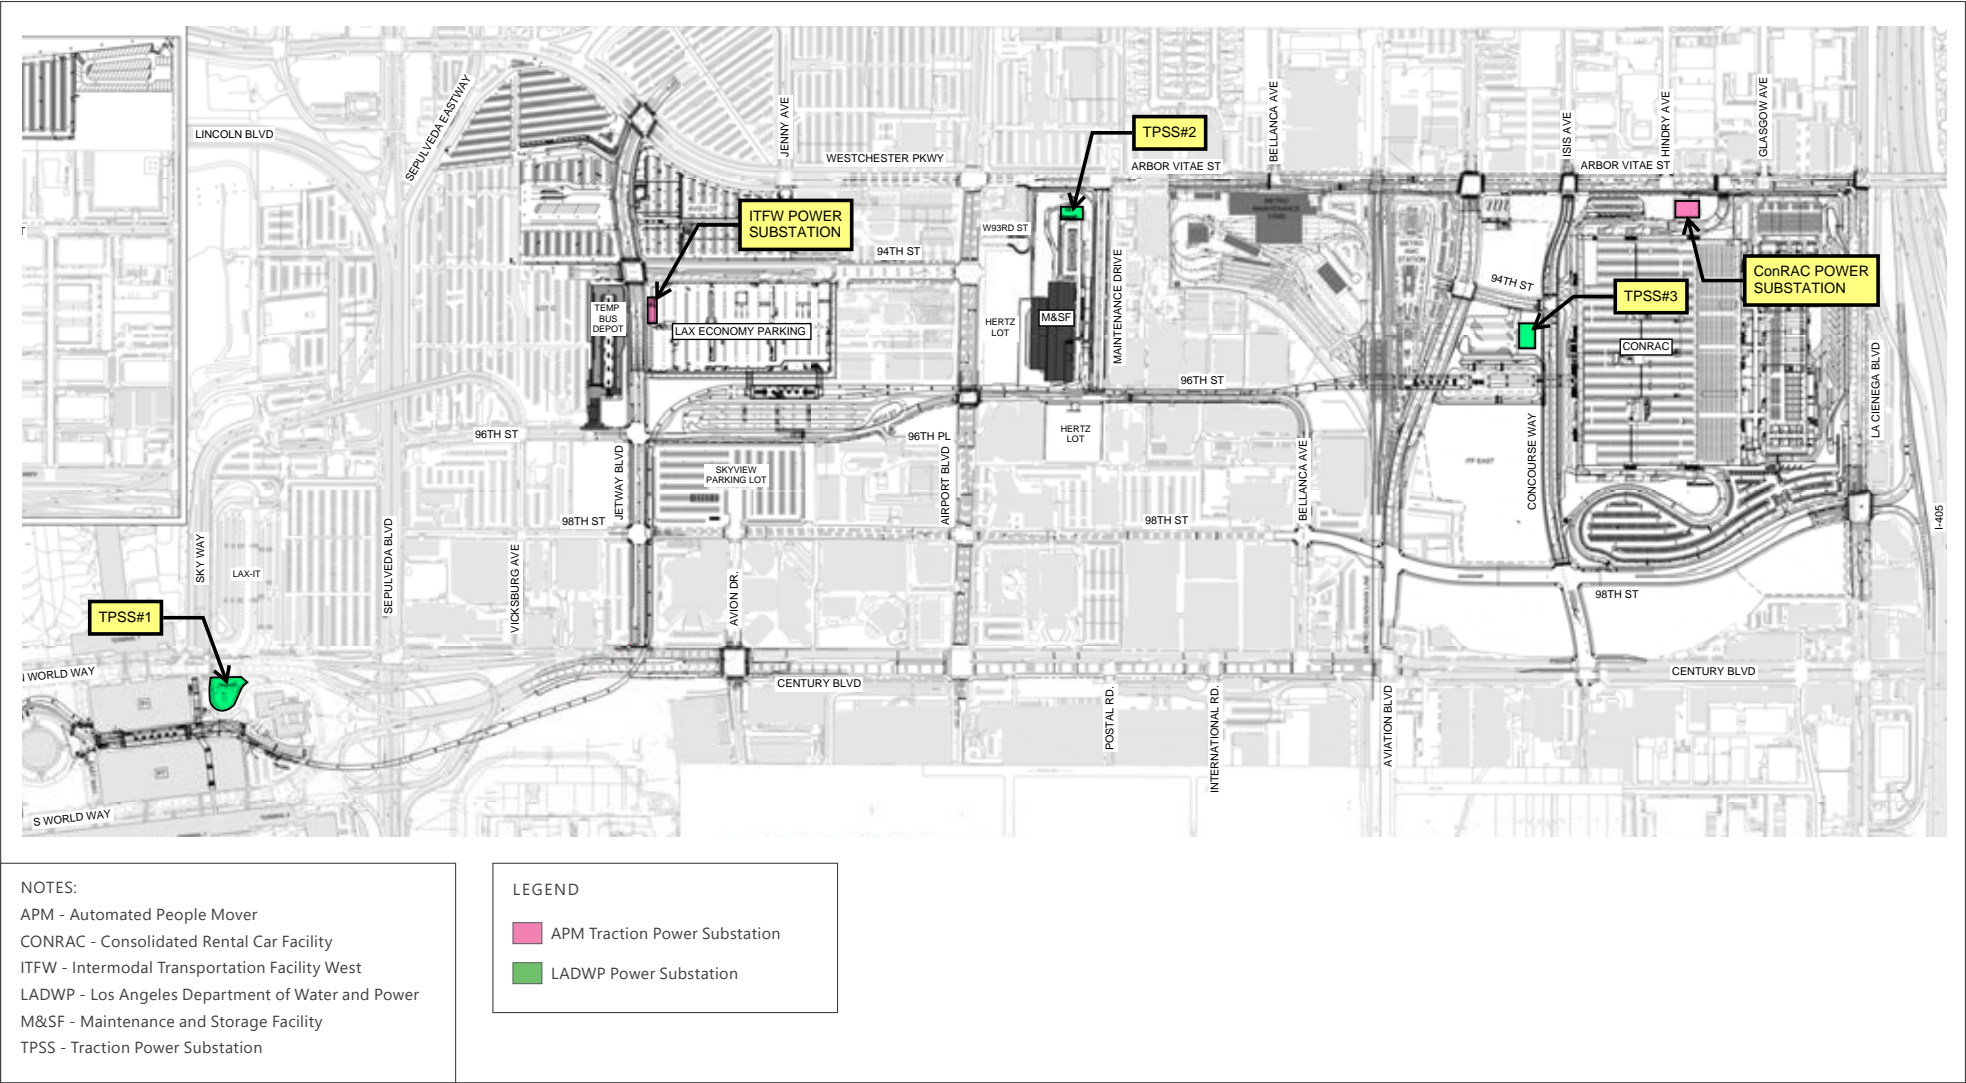 LINCOLN BLVD
SEPULVEDA EASTWAY
JENNY AVE
WESTCHESTER PKWY
TPSS#2
ARBOR VITAE ST
BELLANCA AVE
ISIS AVE
ARBOR VITAE ST
HINDRY AVE
GLASGOW AVE
ITFW POWER
SUBSTATION
W93RD ST
94TH ST
MAINTENANCE DRIVE
METRO
MAINTENANCE
YARD
94TH ST
TPSS#3
ConRAC POWER
SUBSTATION
LOT C
TEMP
BUS
DEPOT
LAX ECONOMY PARKING
HERTZ
LOT
M&SF
CONRAC
LA CIENEGA BLVD
96TH ST
96TH ST
96TH PL
HERTZ
LOT
JETWAY BLVD
SKYVIEW
PARKING LOT
AIRPORT BLVD
BELLANCA AVE
ITF EAST
CONCOURSE WAY
I-405
98TH ST
98TH ST
98TH ST
SKY WAY
LAX-IT
SEPULVEDA BLVD
VICKSBURG AVE
AVION DR.
TPSS#1
N WORLD WAY
CENTURY BLVD
CENTURY BLVD
POSTAL RD.
INTERNATIONAL RD.
AVIATION BLVD
S WORLD WAY
NOTES:
APM - Automated People Mover
CONRAC - Consolidated Rental Car Facility
ITFW - Intermodal Transportation Facility West
LADWP - Los Angeles Department of Water and Power
M&SF - Maintenance and Storage Facility
TPSS - Traction Power Substation
LEGEND
APM Traction Power Substation
LADWP Power Substation